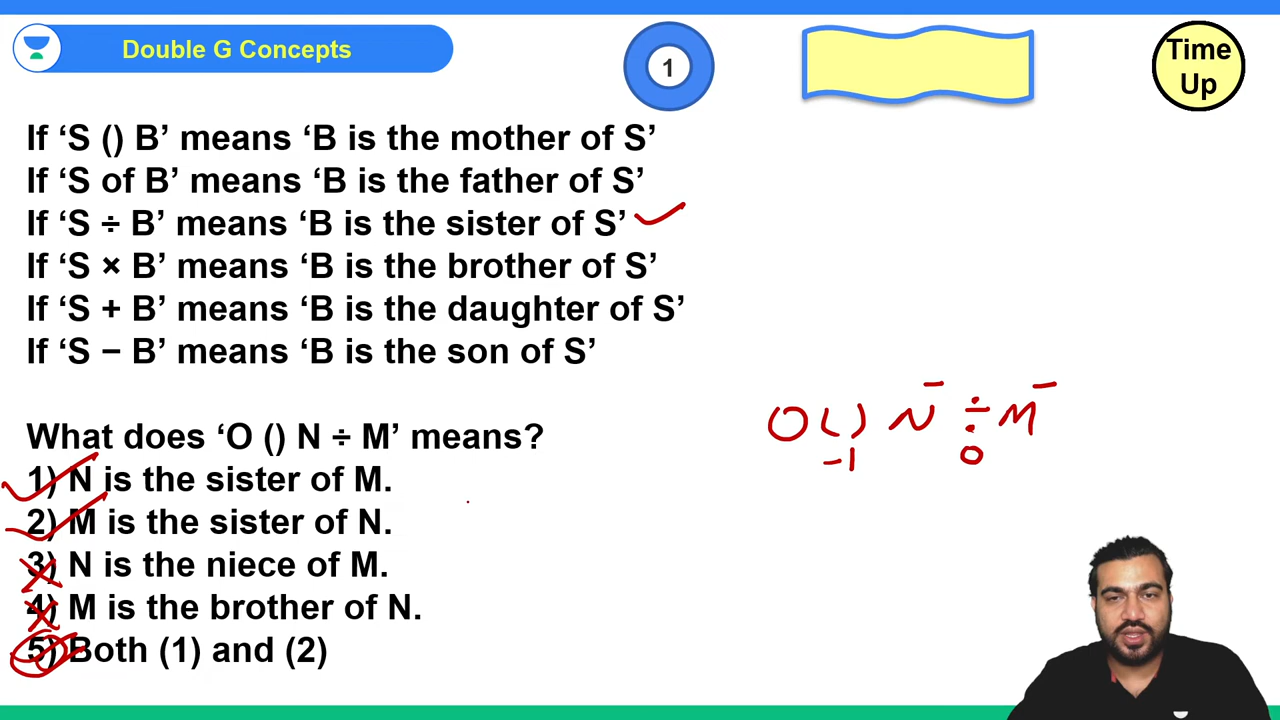 Double G Concepts
1
Time
Up
If ‘S () B’ means ‘B is the mother of S’
If ‘S of B’ means ‘B is the father of S’
If ‘S ÷ B’ means ‘B is the sister of S’
If ‘S × B’ means ‘B is the brother of S’
If ‘S + B’ means ‘B is the daughter of S’
If ‘S − B’ means ‘B is the son of S’
What does ‘O () N ÷ M’ means?
1) N is the sister of M.
2) M is the sister of N.
3) N is the niece of M.
4) M is the brother of N.
5) Both (1) and (2)
O () N ÷ M
−1 0